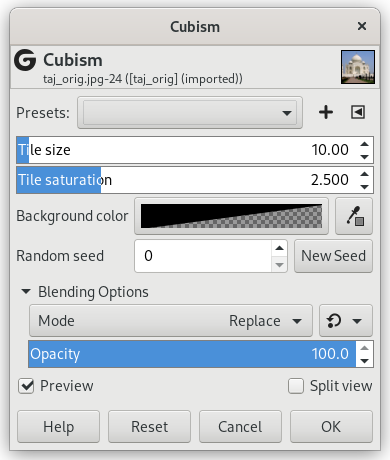 Cubism
Cubism
taj_orig.jpg-24 ([taj_orig] (imported))
Presets:
Tile size 10.00
Tile saturation 2.500
Background color
Random seed 0 New Seed
Blending Options
Mode Replace
Opacity 100.0
Preview Split view
Help Reset Cancel OK